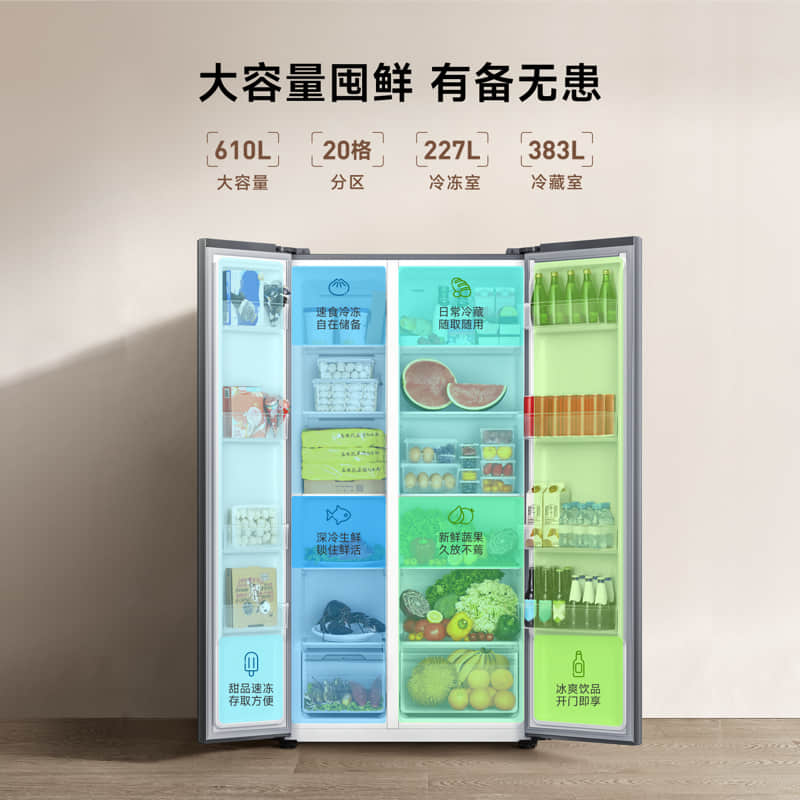 大容量囤鲜 有备无患
610L 20格 227L 383L
大容量 分区 冷冻室 冷藏室
速食冷冻
自在储备
日常冷藏
随取随用
深冷生鲜
锁住鲜活
新鲜蔬果
久放不蔫
甜品速冻
存取方便
冰爽饮品
开门即享